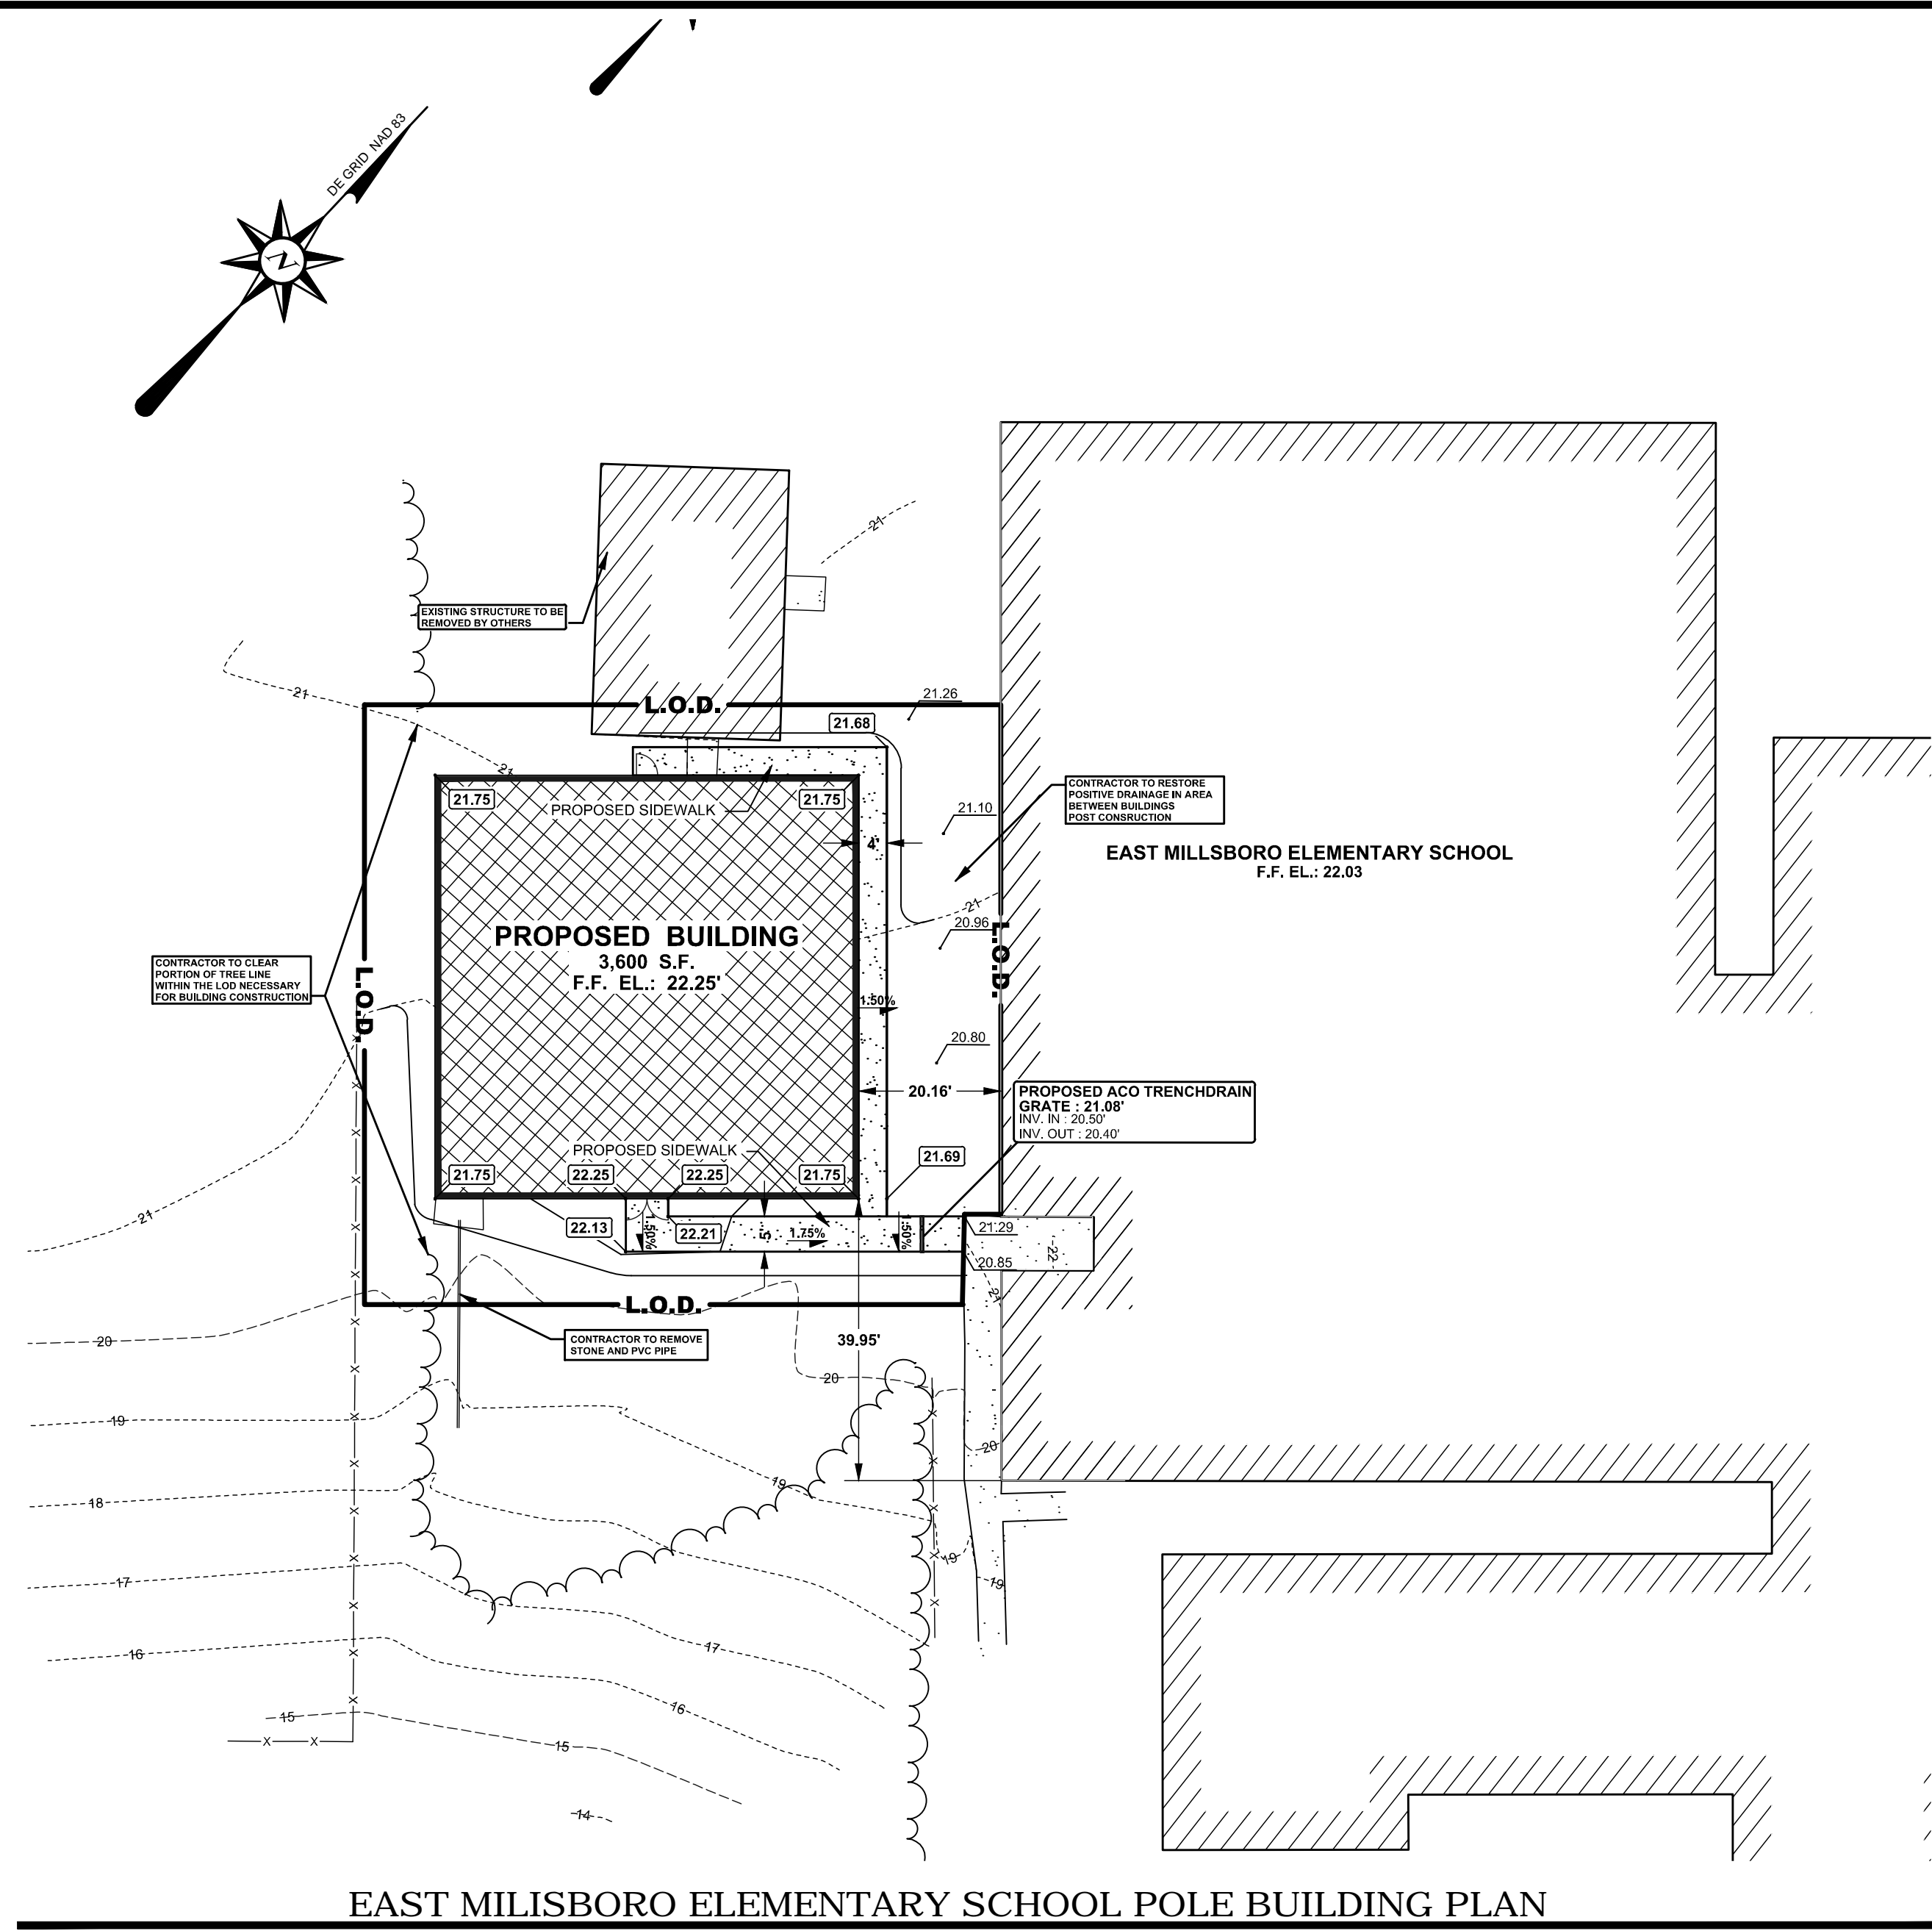 DE GRID NAD 83
N
21
EXISTING STRUCTURE TO BE
REMOVED BY OTHERS
21
L.O.D.
21.26
21.68
21
21.75
PROPOSED SIDEWALK
21.75
21.10
CONTRACTOR TO RESTORE
POSITIVE DRAINAGE IN AREA
BETWEEN BUILDINGS
POST CONSRUCTION
4'
EAST MILLSBORO ELEMENTARY SCHOOL
F.F. EL.: 22.03
21
20.96
PROPOSED BUILDING
3,600 S.F.
F.F. EL.: 22.25'
L.O.D.
CONTRACTOR TO CLEAR
PORTION OF TREE LINE
WITHIN THE LOD NECESSARY
FOR BUILDING CONSTRUCTION
L.O.D.
1.50%
20.80
20.16'
PROPOSED ACO TRENCHDRAIN
GRATE : 21.08'
INV. IN : 20.50'
INV. OUT : 20.40'
PROPOSED SIDEWALK
21.69
21.75
22.25
22.25
21.75
21
22.13
1.50%
22.21
5'
1.75%
1.50%
21.29
22
20.85
21
L.O.D.
20
CONTRACTOR TO REMOVE
STONE AND PVC PIPE
39.95'
20
19
20
19
18
19
19
17
17
16
16
15
15
14
EAST MILISBORO ELEMENTARY SCHOOL POLE BUILDING PLAN